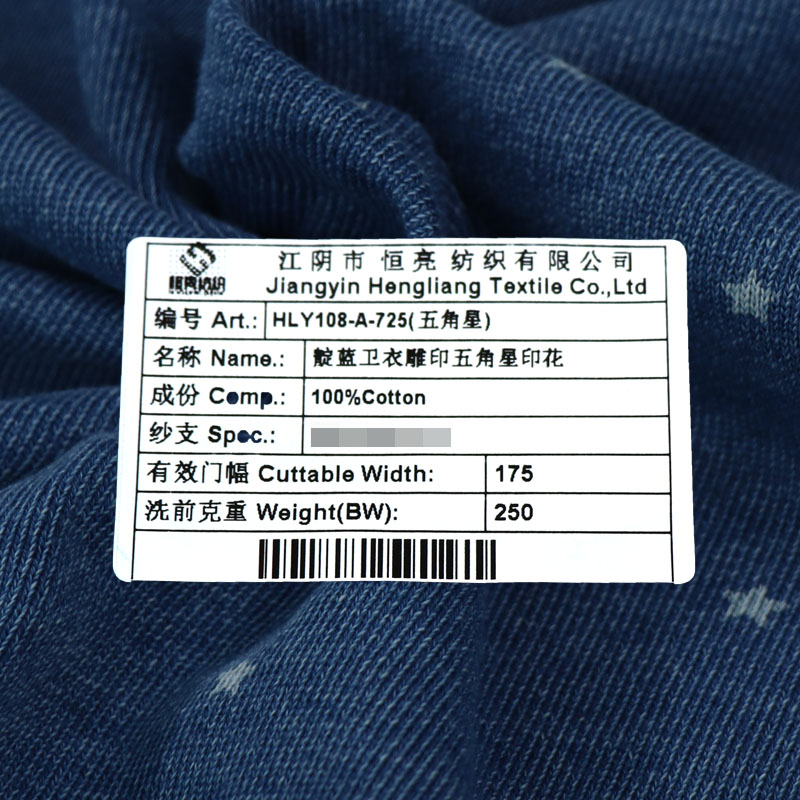 江阴市恒亮纺织有限公司
Jiangyin Hengliang Textile Co.,Ltd
编号 Art.: HLY108-A-725(五角星)
名称 Name.: 靛蓝卫衣雕印五角星印花
成份 Comp.: 100%Cotton
纱支 Spec.:
有效门幅 Cuttable Width: 175
洗前克重 Weight(BW): 250